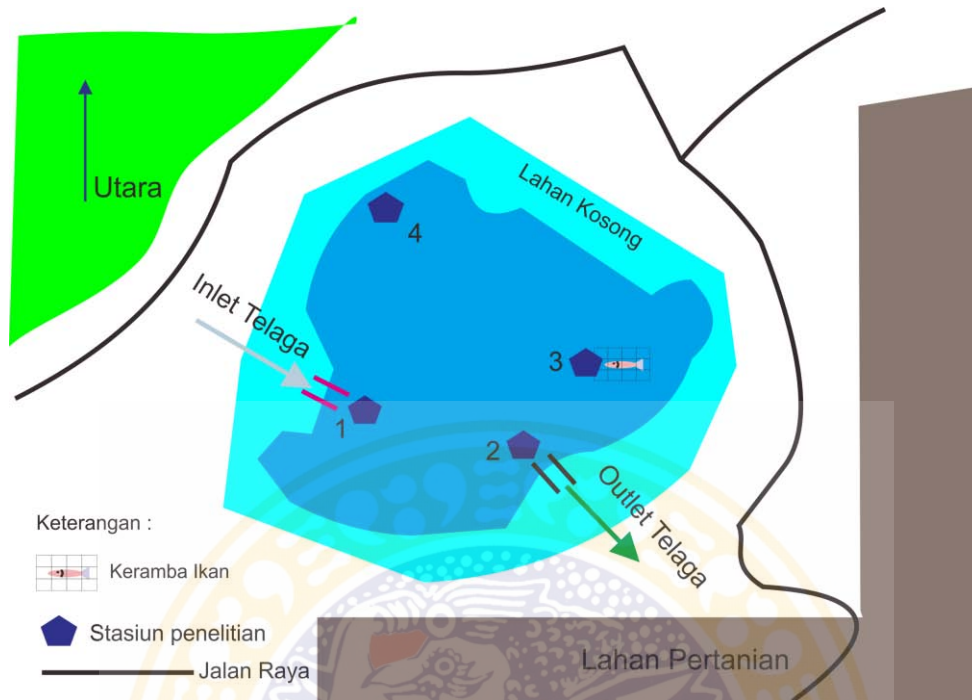 Utara
Lahan Kosong
4
Inlet Telaga
3
1
2
Outlet Telaga
Keterangan :
Keramba Ikan
Stasiun penelitian
Jalan Raya
Lahan Pertanian